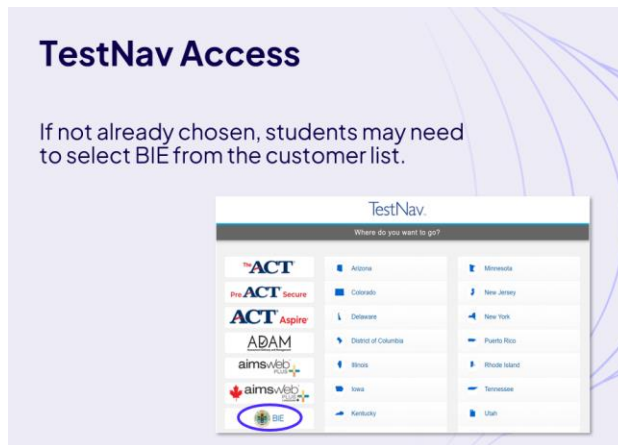 TestNav Access
If not already chosen, students may need
to select BIE from the customer list.
TestNav.
Where do you want to go?
The ACT
Arizona
Minnesota
PreACT Secure
Colorado
New Jersey
ACT Aspire
Delaware
New York
ADAM
District of Columbia
Puerto Rico
aimsweb PLUS
Illinois
Rhode Island
aimsweb PLUS
Iowa
Tennessee
BIE
Kentucky
Utah